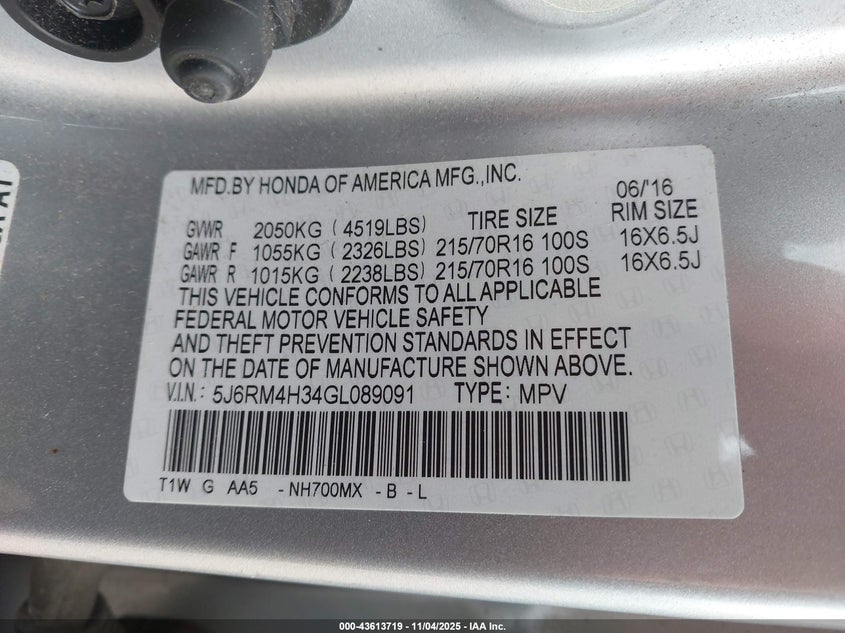 MFD.BY HONDA OF AMERICA MFG.,INC. 06/'16
GVWR 2050KG (4519LBS) TIRE SIZE RIM SIZE
GAWR F 1055KG (2326LBS) 215/70R16 100S 16X6.5J
GAWR R 1015KG (2238LBS) 215/70R16 100S 16X6.5J
THIS VEHICLE CONFORMS TO ALL APPLICABLE
FEDERAL MOTOR VEHICLE SAFETY
AND THEFT PREVENTION STANDARDS IN EFFECT
ON THE DATE OF MANUFACTURE SHOWN ABOVE.
V.I.N.: 5J6RM4H34GL089091 TYPE: MPV
T1W G AA5 - NH700MX - B - L
000-43613719 - 11/04/2025 - IAA Inc.